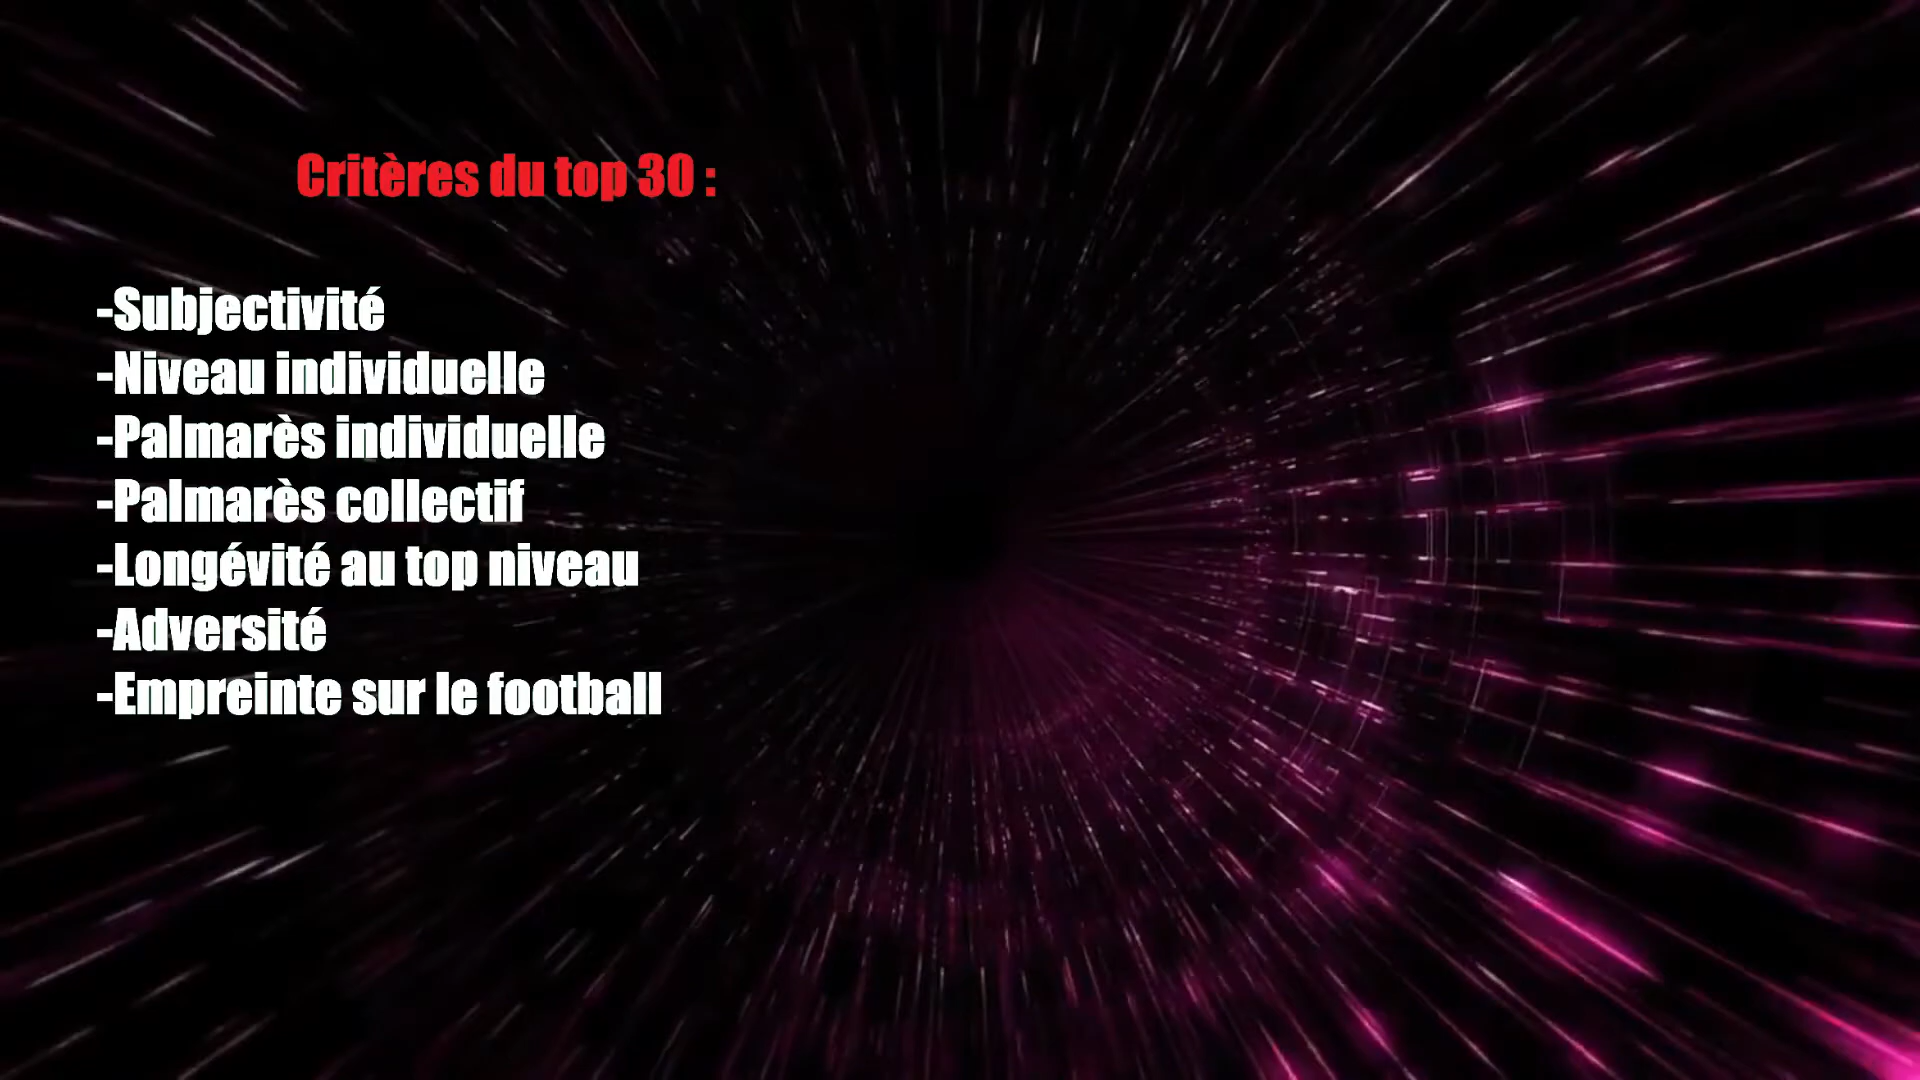 Critères du top 30 :
-Subjectivité
-Niveau individuelle
-Palmarès individuelle
-Palmarès collectif
-Longévité au top niveau
-Adversité
-Empreinte sur le football